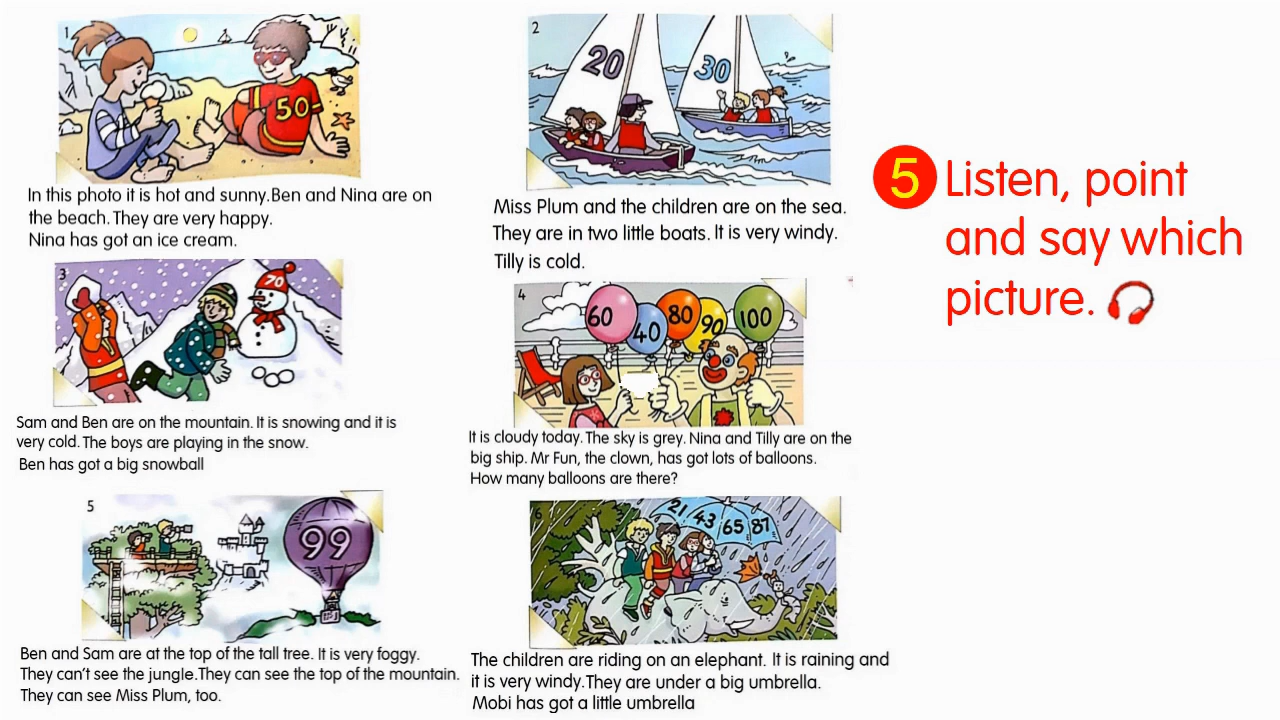 1
50
In this photo it is hot and sunny.Ben and Nina are on
the beach. They are very happy.
Nina has got an ice cream.
2
20
30
Miss Plum and the children are on the sea.
They are in two little boats. It is very windy.
Tilly is cold.
3
70
Sam and Ben are on the mountain. It is snowing and it is
very cold. The boys are playing in the snow.
Ben has got a big snowball
4
60 40 80 90 100
It is cloudy today. The sky is grey. Nina and Tilly are on the
big ship. Mr Fun, the clown, has got lots of balloons.
How many balloons are there?
5
99
Ben and Sam are at the top of the tall tree. It is very foggy.
They can't see the jungle.They can see the top of the mountain.
They can see Miss Plum, too.
6
21 43 65 87
The children are riding on an elephant. It is raining and
it is very windy.They are under a big umbrella.
Mobi has got a little umbrella
5 Listen, point
and say which
picture.